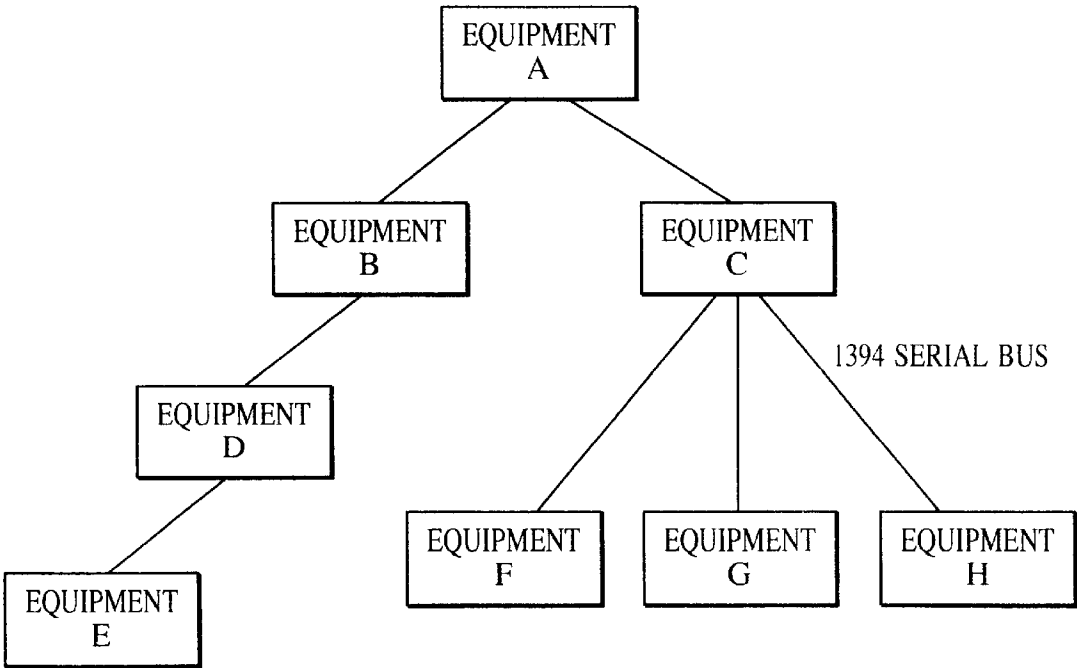 EQUIPMENT
A
EQUIPMENT
B
EQUIPMENT
C
1394 SERIAL BUS
EQUIPMENT
D
EQUIPMENT
F
EQUIPMENT
G
EQUIPMENT
H
EQUIPMENT
E